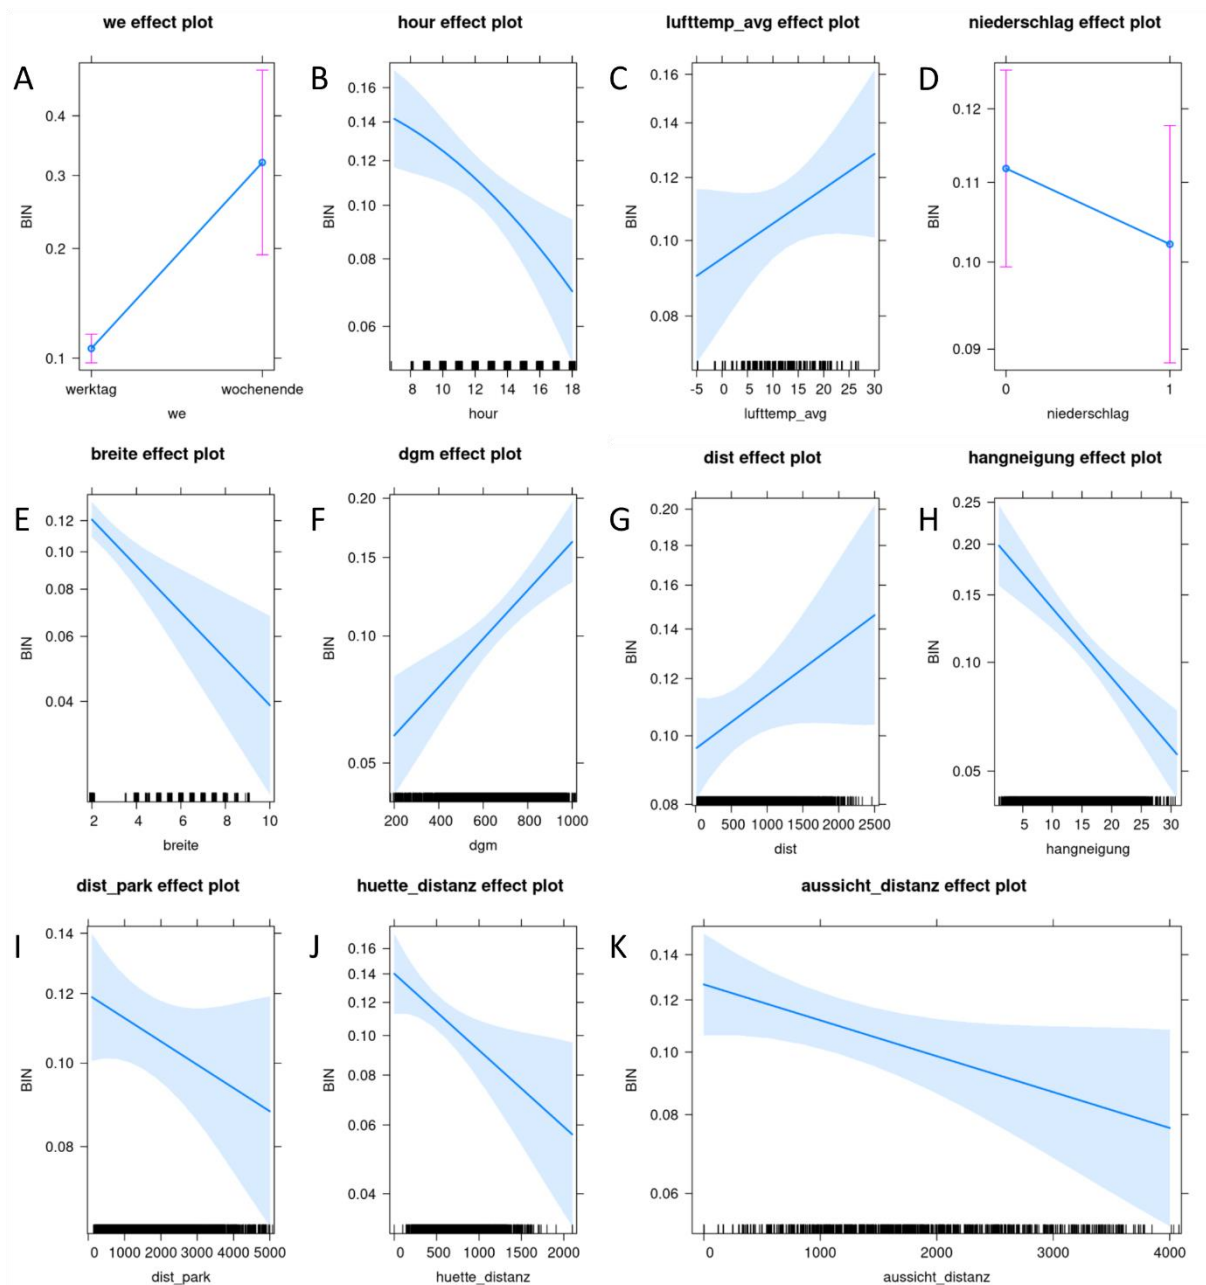 we effect plot
A
BIN
0.4
0.3
0.2
0.1
werktag wochenende
we
hour effect plot
B
BIN
0.16
0.14
0.12
0.10
0.08
0.06
8 10 12 14 16 18
hour
lufttemp_avg effect plot
C
BIN
0.16
0.14
0.12
0.10
0.08
-5 0 5 10 15 20 25 30
lufttemp_avg
niederschlag effect plot
D
BIN
0.12
0.11
0.10
0.09
0 1
niederschlag
breite effect plot
E
BIN
0.12
0.10
0.08
0.06
0.04
2 4 6 8 10
breite
dgm effect plot
F
BIN
0.20
0.15
0.10
0.05
200 400 600 800 1000
dgm
dist effect plot
G
BIN
0.20
0.18
0.16
0.14
0.12
0.10
0.08
0 500 1000 1500 2000 2500
dist
hangneigung effect plot
H
BIN
0.25
0.20
0.15
0.10
0.05
5 10 15 20 25 30
hangneigung
dist_park effect plot
I
BIN
0.14
0.12
0.10
0.08
0 1000 2000 3000 4000 5000
dist_park
huette_distanz effect plot
J
BIN
0.16
0.14
0.12
0.10
0.08
0.06
0.04
0 500 1000 1500 2000
huette_distanz
aussicht_distanz effect plot
K
BIN
0.14
0.12
0.10
0.08
0.06
0 1000 2000 3000 4000
aussicht_distanz